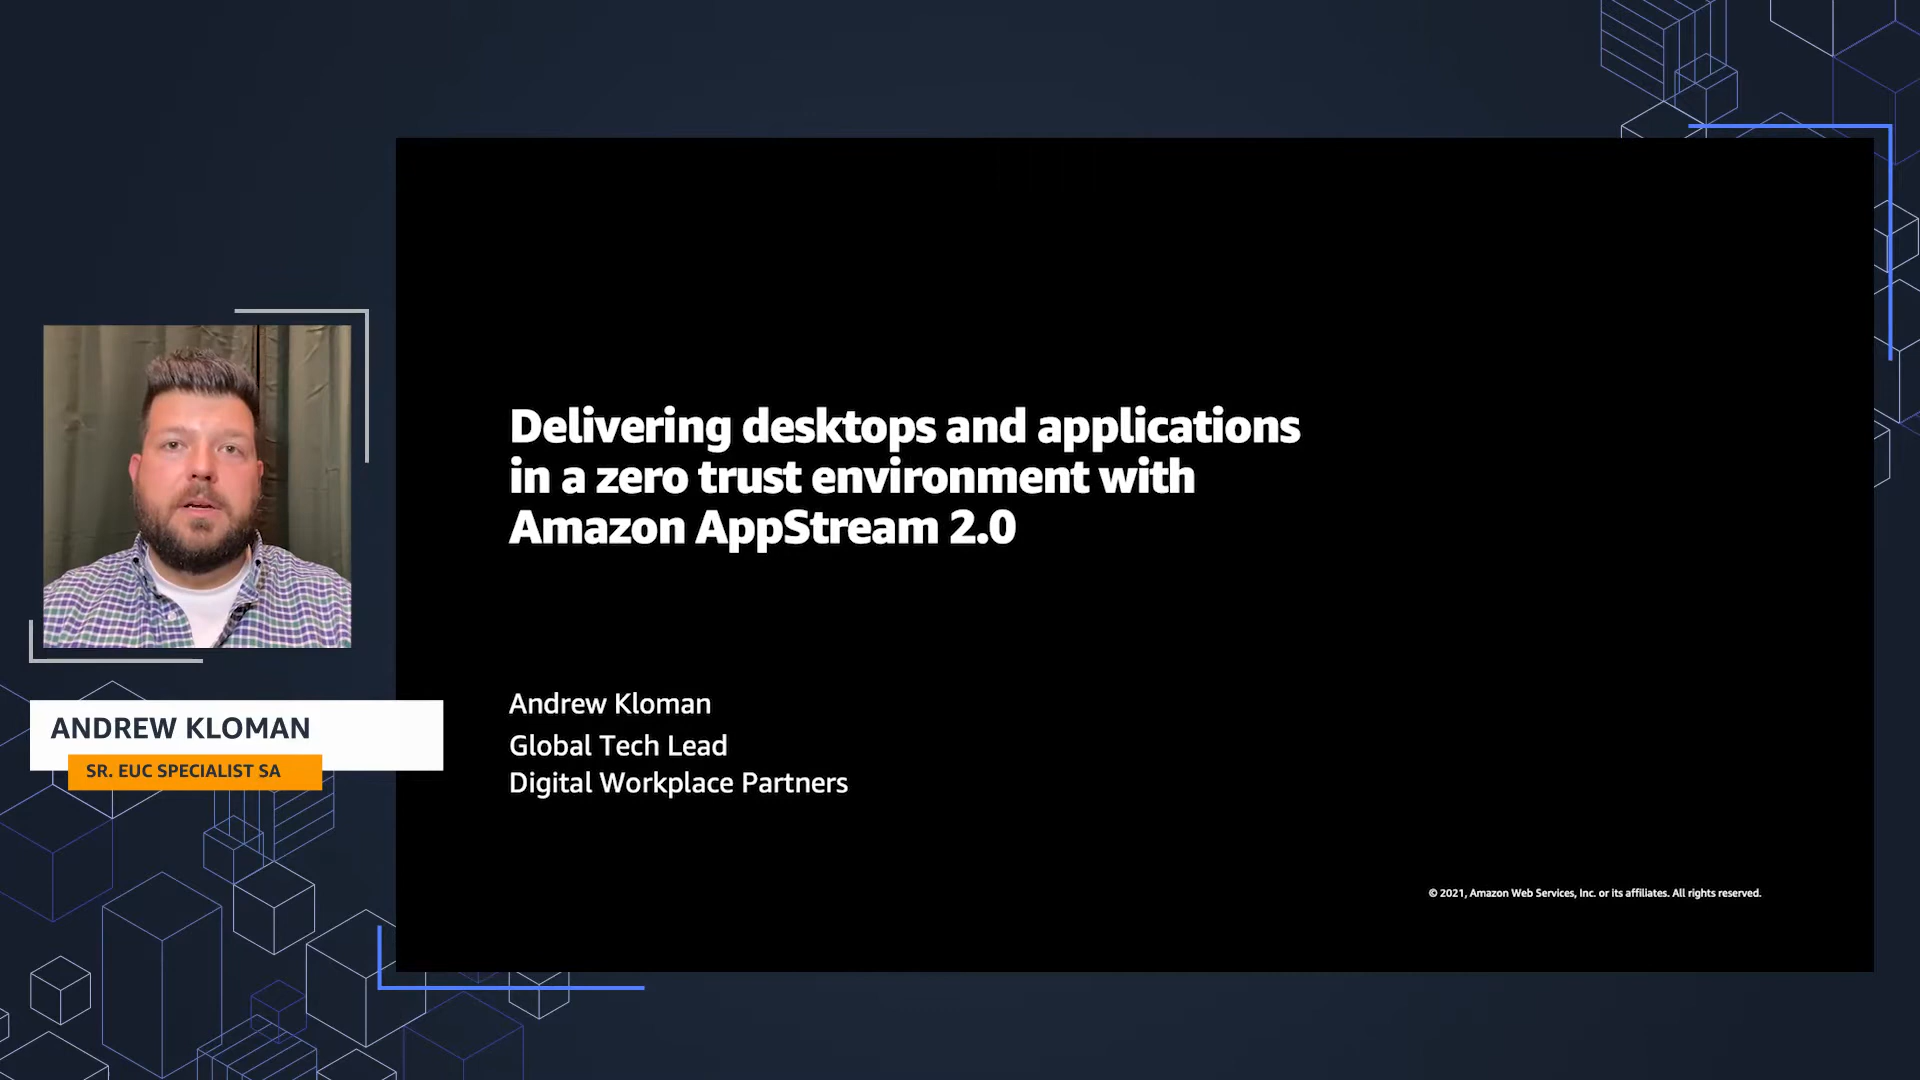 Delivering desktops and applications
in a zero trust environment with
Amazon AppStream 2.0
Andrew Kloman
Global Tech Lead
Digital Workplace Partners
ANDREW KLOMAN
SR. EUC SPECIALIST SA
© 2021, Amazon Web Services, Inc. or its affiliates. All rights reserved.